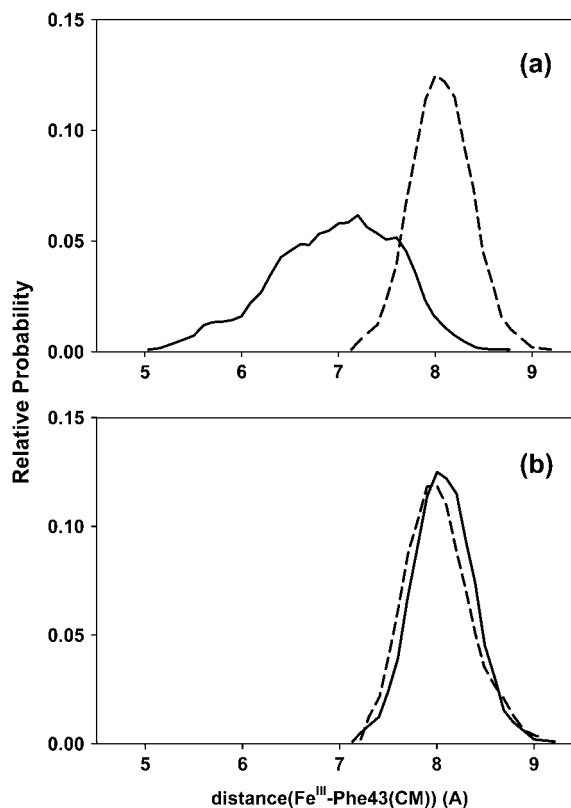 0.15
(a)
0.10
0.05
0.00
5 6 7 8 9
Relative Probability
0.15
(b)
0.10
0.05
0.00
5 6 7 8 9
distance(Fe^III-Phe43(CM)) (A)